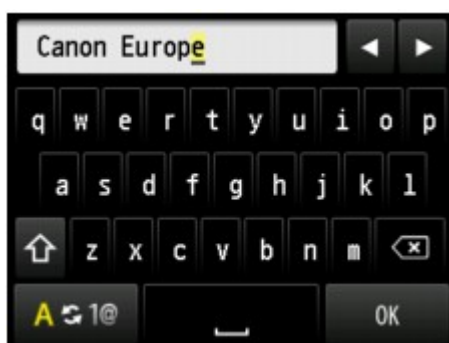 Canon Europe
q w e r t y u i o p
a s d f g h j k l
z x c v b n m
A 1@ OK